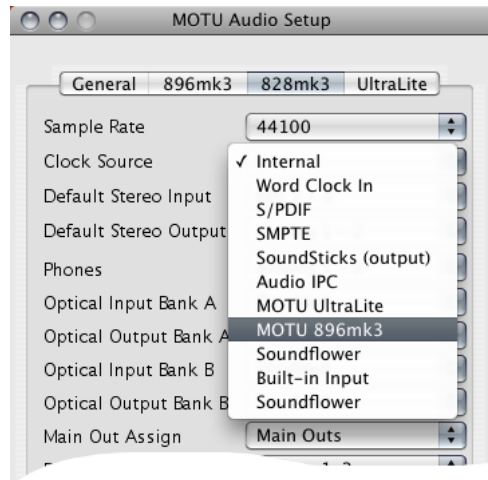 MOTU Audio Setup
General 896mk3 828mk3 UltraLite
Sample Rate 44100
Clock Source ✓ Internal
Word Clock In
Default Stereo Input
S/PDIF
Default Stereo Output
SMPTE
SoundSticks (output)
Phones
Audio IPC
Optical Input Bank A
MOTU UltraLite
Optical Output Bank A
MOTU 896mk3
Soundflower
Optical Input Bank B
Built-in Input
Optical Output Bank B
Soundflower
Main Out Assign Main Outs